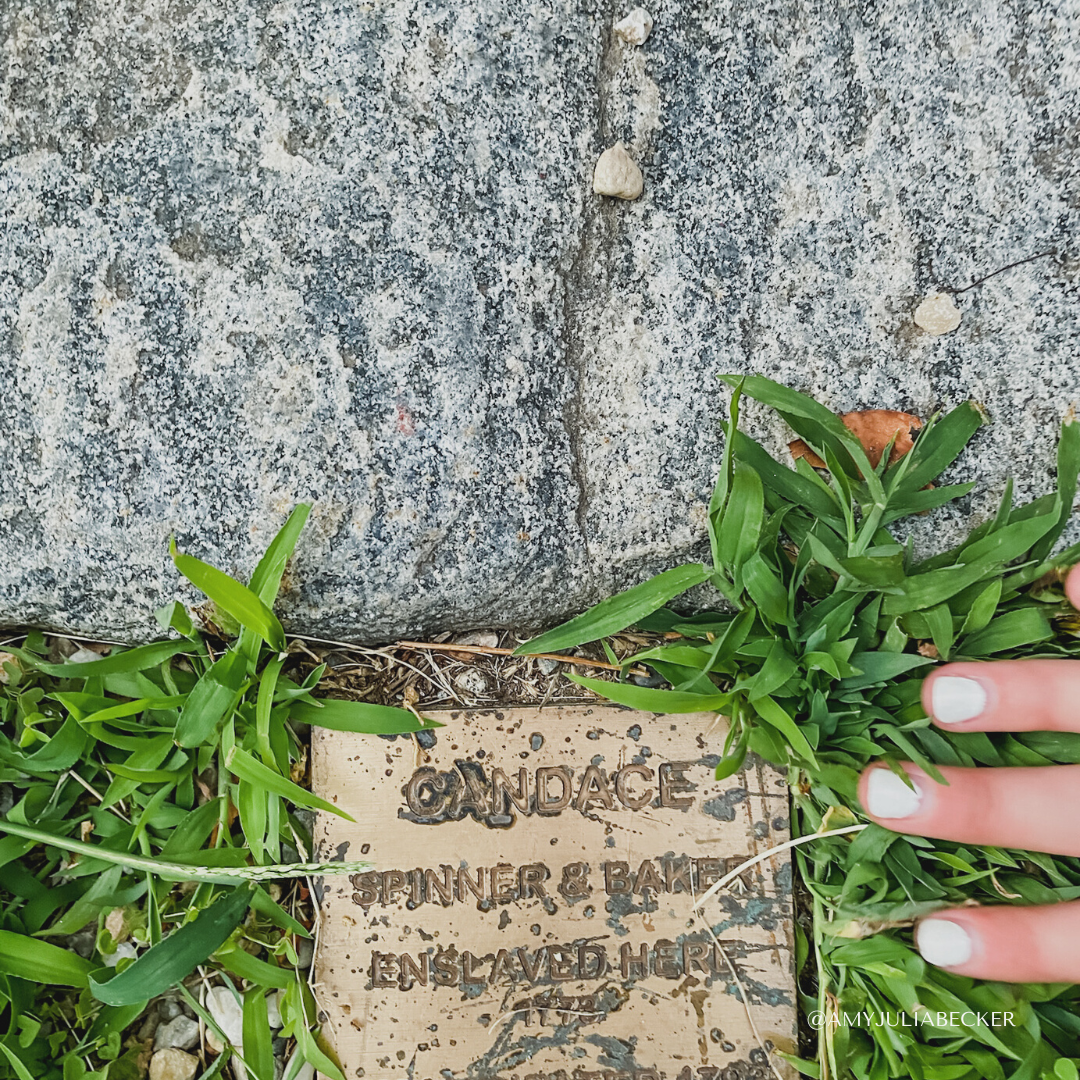 CANDACE
SPINNER & BAKER
ENSLAVED HERE
@AMYJULIABECKER